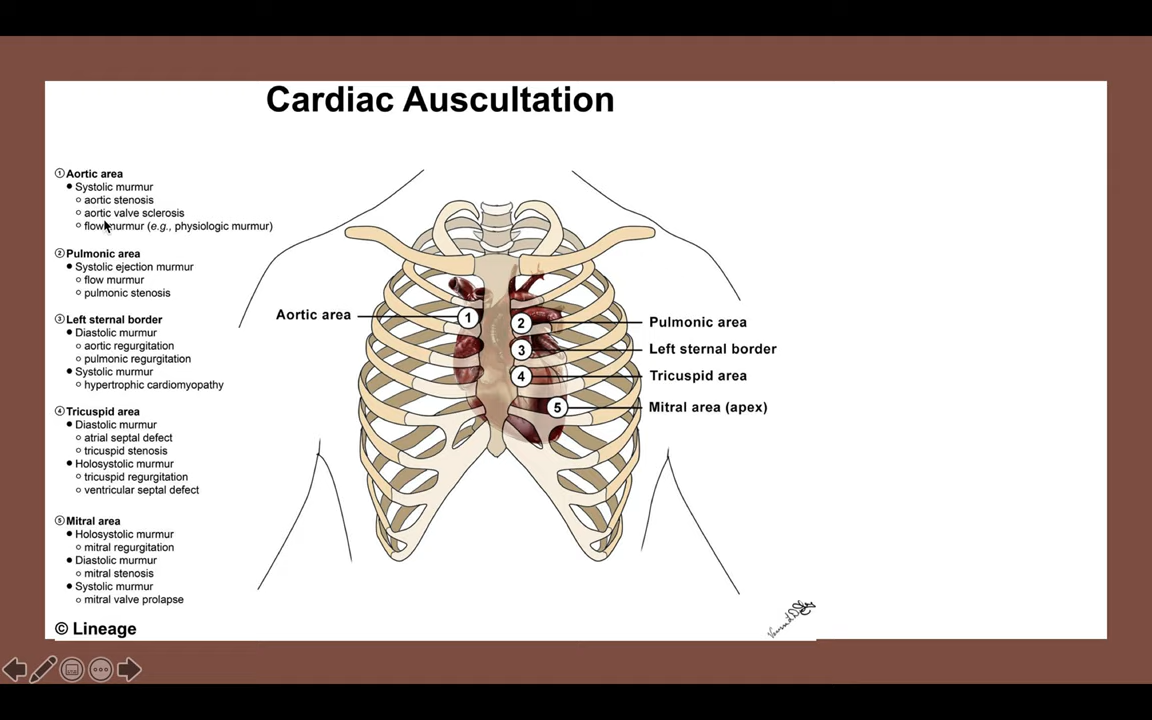 Cardiac Auscultation
① Aortic area
● Systolic murmur
○ aortic stenosis
○ aortic valve sclerosis
○ flow murmur (e.g., physiologic murmur)
② Pulmonic area
● Systolic ejection murmur
○ flow murmur
○ pulmonic stenosis
③ Left sternal border
● Diastolic murmur
○ aortic regurgitation
○ pulmonic regurgitation
● Systolic murmur
○ hypertrophic cardiomyopathy
④ Tricuspid area
● Diastolic murmur
○ atrial septal defect
○ tricuspid stenosis
● Holosystolic murmur
○ tricuspid regurgitation
○ ventricular septal defect
⑤ Mitral area
● Holosystolic murmur
○ mitral regurgitation
● Diastolic murmur
○ mitral stenosis
● Systolic murmur
○ mitral valve prolapse
© Lineage
Aortic area
1
2
Pulmonic area
3
Left sternal border
4
Tricuspid area
5
Mitral area (apex)